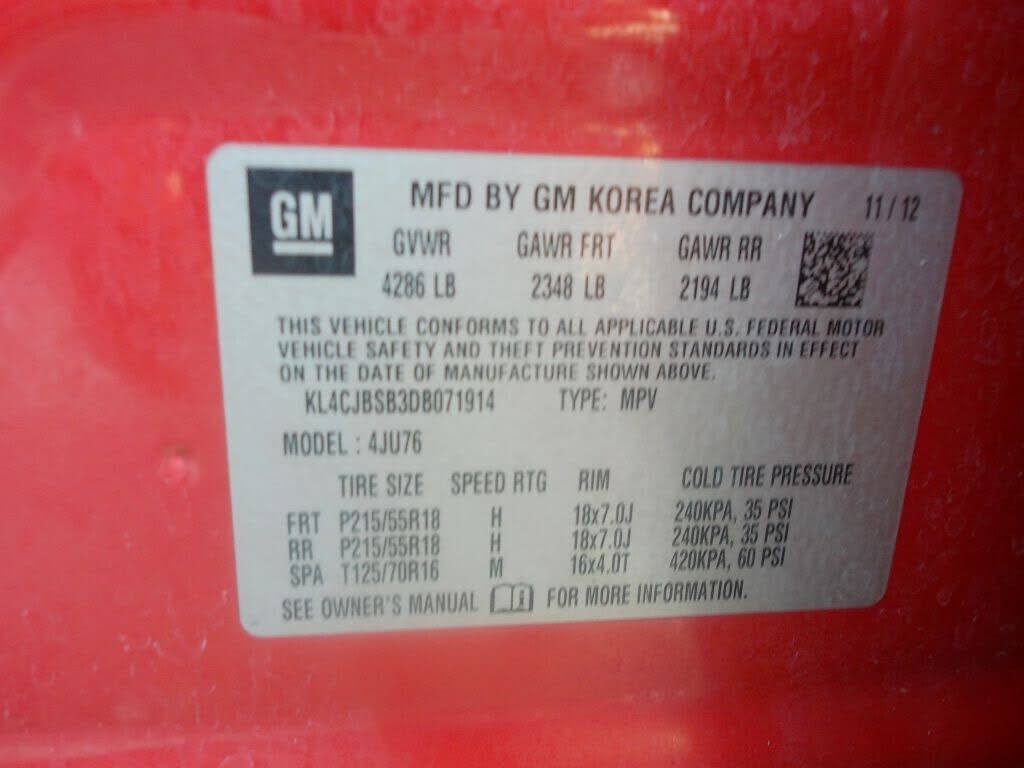 GM
MFD BY GM KOREA COMPANY 11/12
GVWR GAWR FRT GAWR RR
4286 LB 2348 LB 2194 LB
THIS VEHICLE CONFORMS TO ALL APPLICABLE U.S. FEDERAL MOTOR
VEHICLE SAFETY AND THEFT PREVENTION STANDARDS IN EFFECT
ON THE DATE OF MANUFACTURE SHOWN ABOVE.
KL4CJBSB3DB071914 TYPE: MPV
MODEL : 4JU76
TIRE SIZE SPEED RTG RIM COLD TIRE PRESSURE
FRT P215/55R18 H 18x7.0J 240KPA, 35 PSI
RR P215/55R18 H 18x7.0J 240KPA, 35 PSI
SPA T125/70R16 M 16x4.0T 420KPA, 60 PSI
SEE OWNER'S MANUAL FOR MORE INFORMATION.